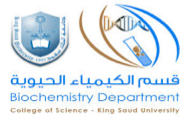 قسم الكيمياء الحيوية
Biochemistry Department
College of Science - King Saud University